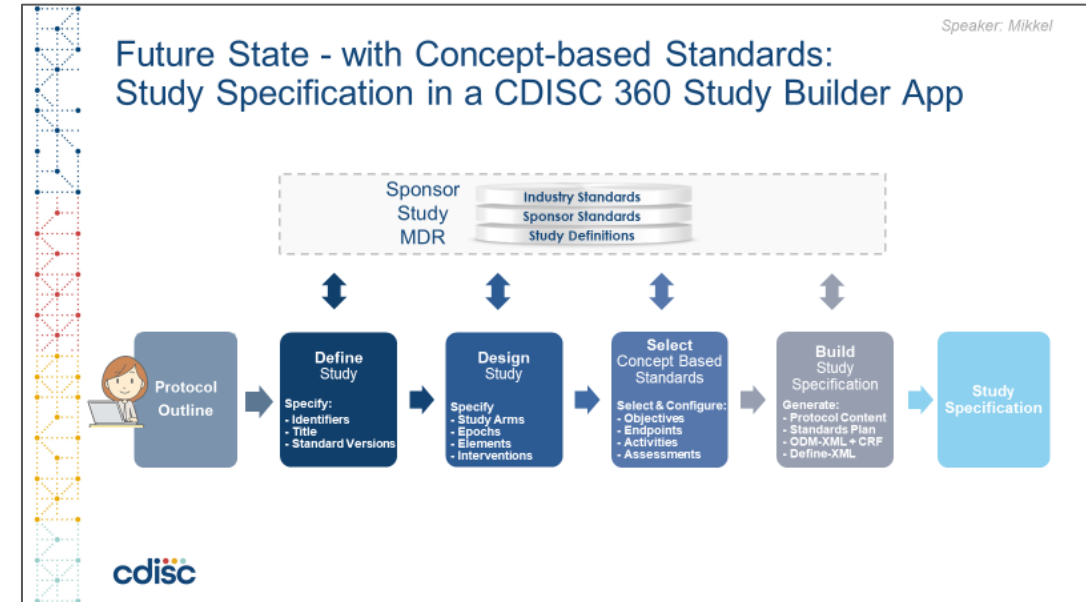 Speaker: Mikkel
Future State - with Concept-based Standards:
Study Specification in a CDISC 360 Study Builder App
Sponsor
Study
MDR
Industry Standards
Sponsor Standards
Study Definitions
Protocol
Outline
Define
Study
Specify:
- Identifiers
- Title
- Standard Versions
Design
Study
Specify
- Study Arms
- Epochs
- Elements
- Interventions
Select
Concept Based
Standards
Select & Configure:
- Objectives
- Endpoints
- Activities
- Assessments
Build
Study
Specification
Generate:
- Protocol Content
- Standards Plan
- ODM-XML + CRF
- Define-XML
Study
Specification
cdisc